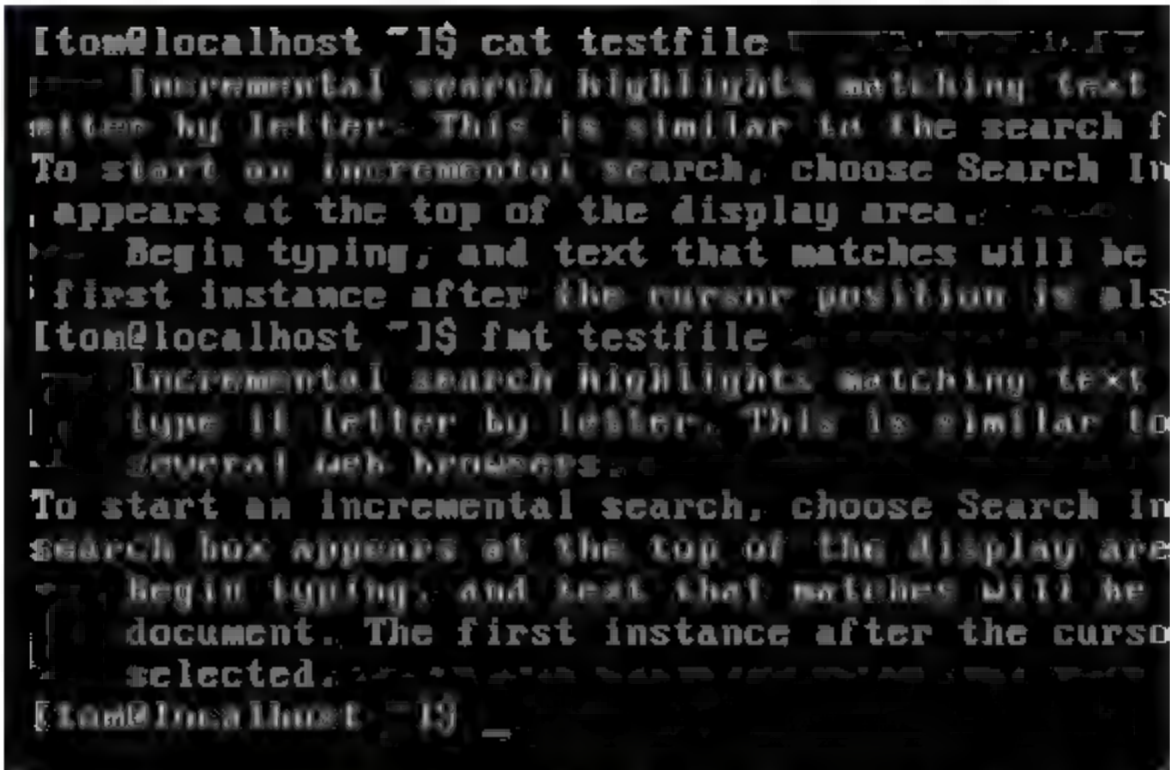 [tom@localhost ~]$ cat testfile
Incremental search highlights matching text
etter by letter. This is similar to the search f
To start an incremental search, choose Search In
appears at the top of the display area.
Begin typing, and text that matches will be
first instance after the cursor position is als
[tom@localhost ~]$ fmt testfile
Incremental search highlights matching text
type it letter by letter. This is similar to
several web browsers.
To start an incremental search, choose Search In
search box appears at the top of the display are
Begin typing, and text that matches will be
document. The first instance after the curso
selected.
[tom@localhost ~]$ _